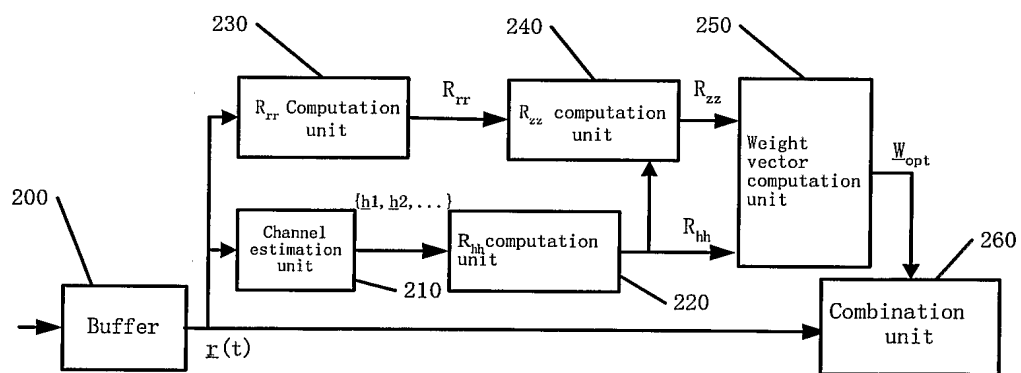 230
240
250
R_rr Computation
unit
R_rr
R_zz computation
unit
R_zz
Weight
vector
computation
unit
W_opt
200
{h1, h2, ...}
Channel
estimation
unit
R_hh computation
unit
R_hh
210
220
260
Buffer
r(t)
Combination
unit